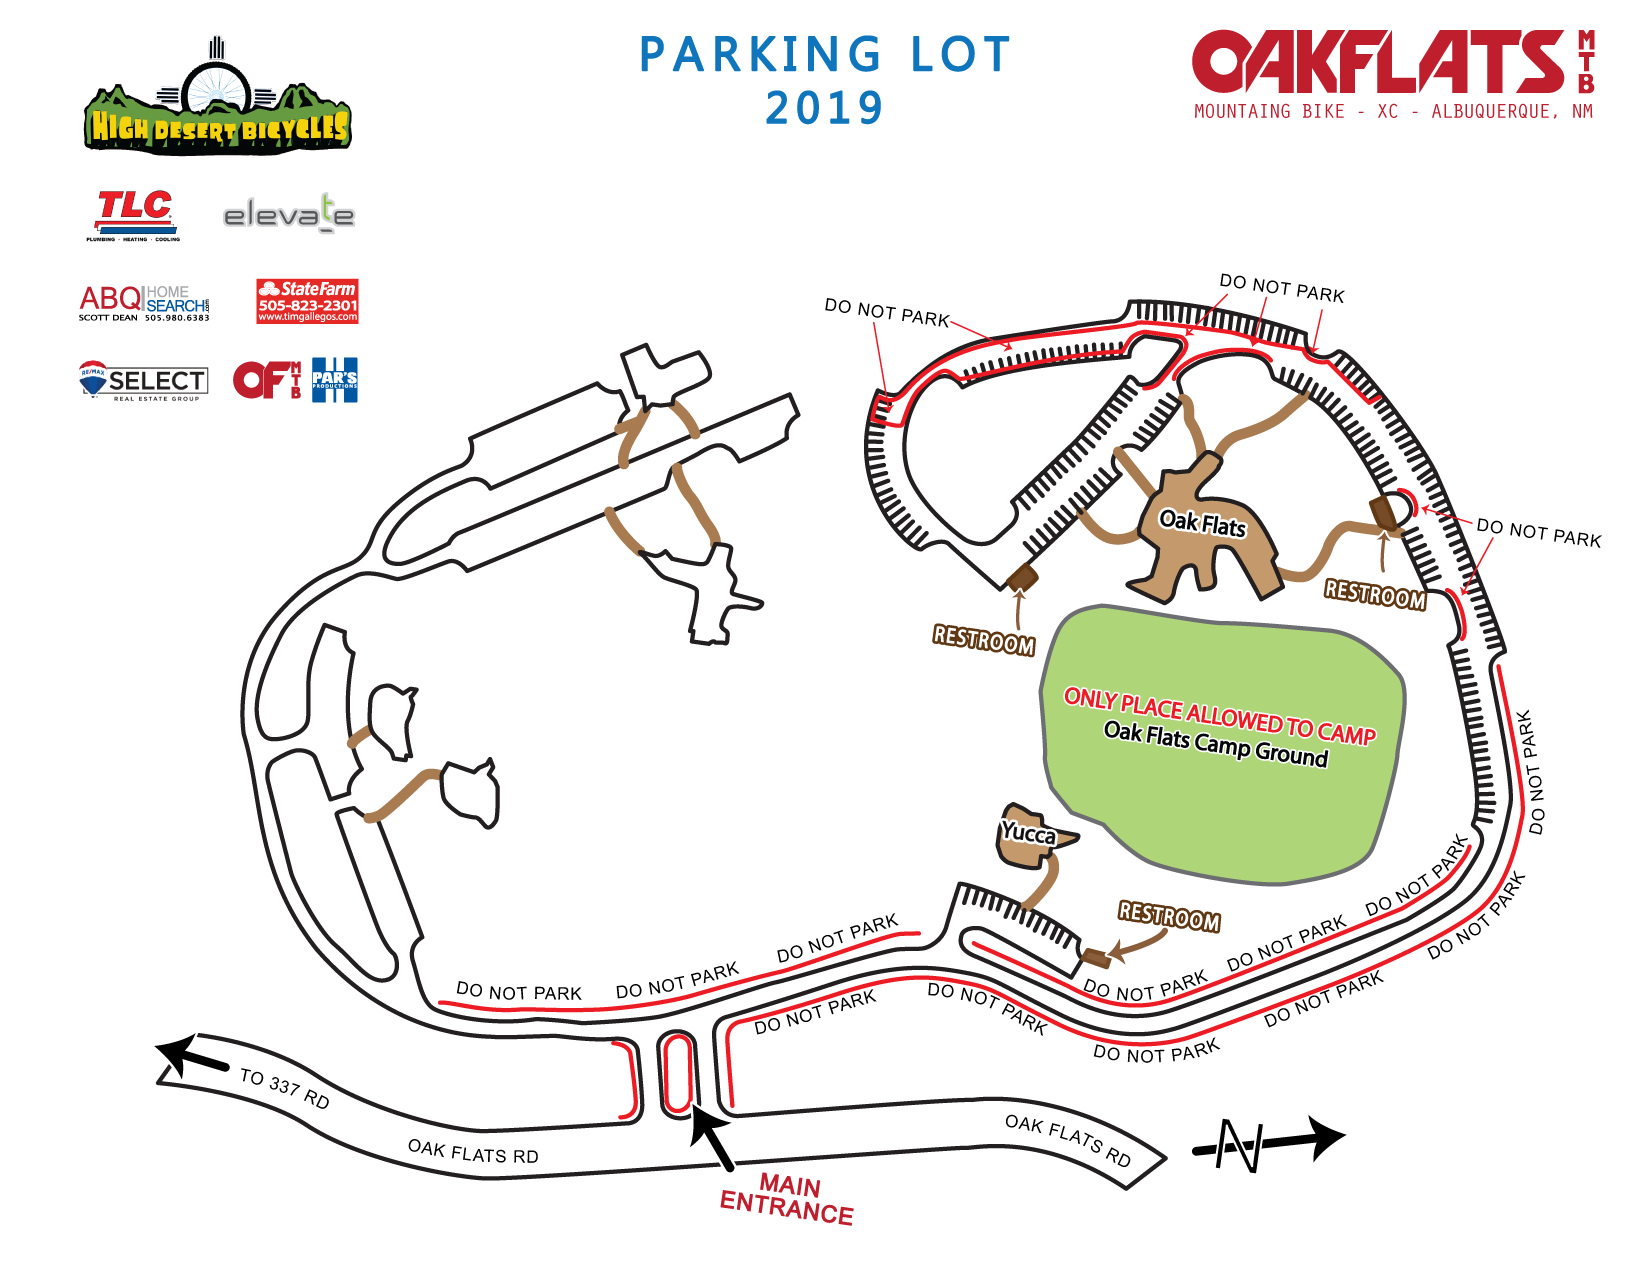 PARKING LOT
2019
OAKFLATS MTB
MOUNTAING BIKE - XC - ALBUQUERQUE, NM
HIGH DESERT BICYCLES
TLC
PLUMBING · HEATING · COOLING
elevate
ABQ HOME
SEARCH.com
SCOTT DEAN 505.980.6383
StateFarm
505-823-2301
www.timgallegos.com
RE/MAX
SELECT
REAL ESTATE GROUP
OF MTB
PAR'S
PRODUCTIONS
DO NOT PARK
DO NOT PARK
Oak Flats
DO NOT PARK
RESTROOM
RESTROOM
ONLY PLACE ALLOWED TO CAMP
Oak Flats Camp Ground
DO NOT PARK
Yucca
RESTROOM
DO NOT PARK
DO NOT PARK
DO NOT PARK
DO NOT PARK
DO NOT PARK
DO NOT PARK
DO NOT PARK
DO NOT PARK
DO NOT PARK
DO NOT PARK
DO NOT PARK
DO NOT PARK
TO 337 RD
OAK FLATS RD
OAK FLATS RD
N
MAIN
ENTRANCE